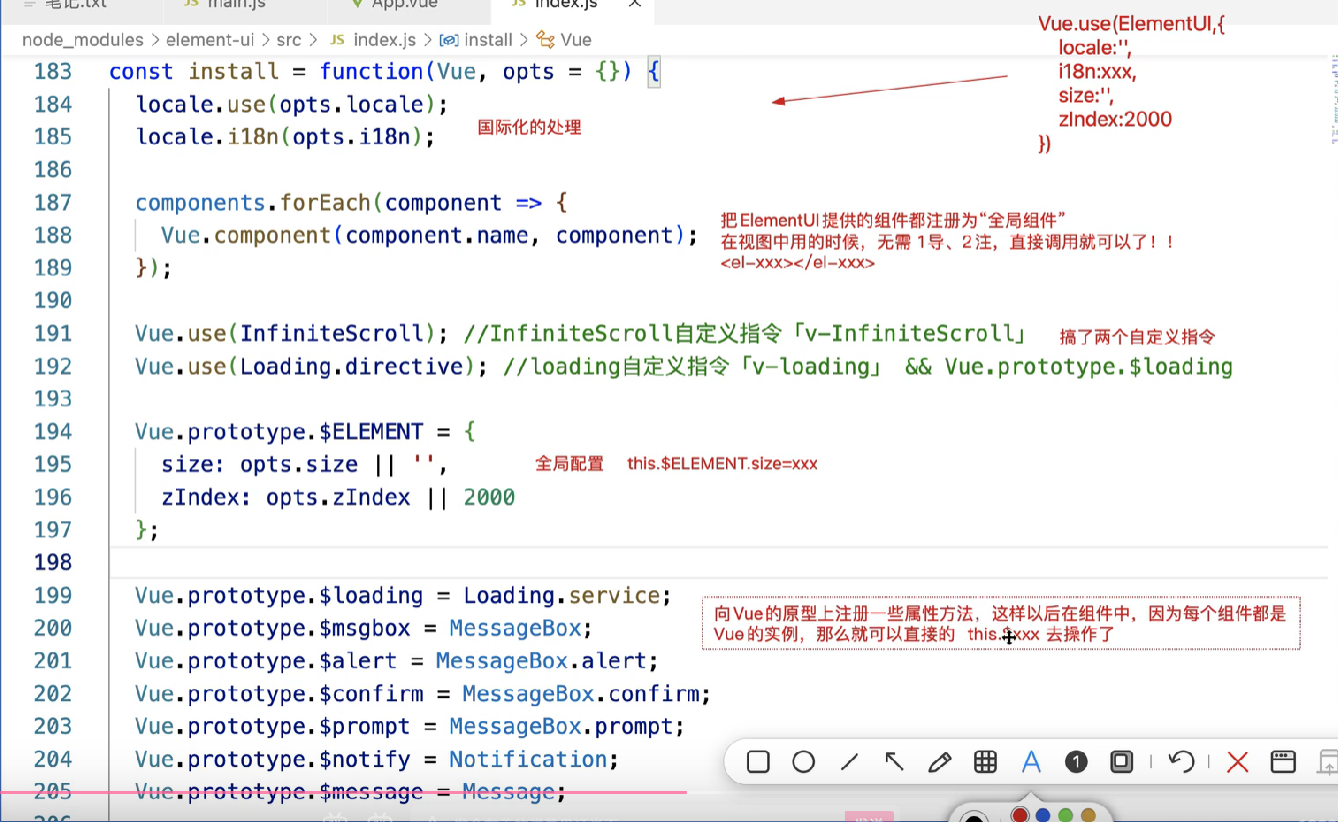 笔记.txt JS main.js App.vue JS index.js
node_modules > element-ui > src > JS index.js > install > Vue
Vue.use(ElementUI,{
locale:'',
i18n:xxx,
size:'',
zIndex:2000
})
183 const install = function(Vue, opts = {}) {
184 locale.use(opts.locale);
185 locale.i18n(opts.i18n);
国际化的处理
186
187 components.forEach(component => {
188 Vue.component(component.name, component);
189 });
把ElementUI提供的组件都注册为“全局组件”
在视图中用的时候，无需 1导、2注，直接调用就可以了！！
<el-xxx></el-xxx>
190
191 Vue.use(InfiniteScroll); //InfiniteScroll自定义指令「v-InfiniteScroll」 搞了两个自定义指令
192 Vue.use(Loading.directive); //loading自定义指令「v-loading」 && Vue.prototype.$loading
193
194 Vue.prototype.$ELEMENT = {
195 size: opts.size || '', 全局配置 this.$ELEMENT.size=xxx
196 zIndex: opts.zIndex || 2000
197 };
198
199 Vue.prototype.$loading = Loading.service;
200 Vue.prototype.$msgbox = MessageBox;
向Vue的原型上注册一些属性方法，这样以后在组件中，因为每个组件都是
Vue的实例，那么就可以直接的 this.$xxx 去操作了
201 Vue.prototype.$alert = MessageBox.alert;
202 Vue.prototype.$confirm = MessageBox.confirm;
203 Vue.prototype.$prompt = MessageBox.prompt;
204 Vue.prototype.$notify = Notification;
205 Vue.prototype.$message = Message;
A 1